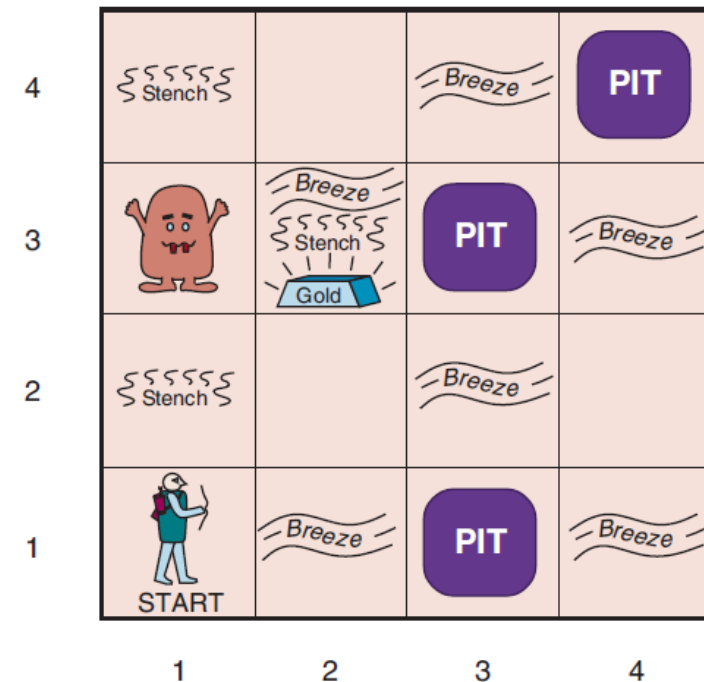 4
Stench
Breeze
PIT
3
Breeze
Stench
Gold
PIT
Breeze
2
Stench
Breeze
1
START
Breeze
PIT
Breeze
1 2 3 4